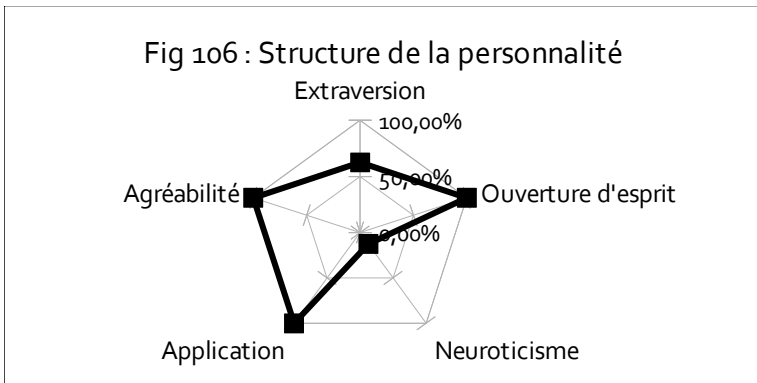 Fig 106 : Structure de la personnalité
Extraversion
100,00%
50,00%
Agréabilité
Ouverture d'esprit
0,00%
Application
Neuroticisme